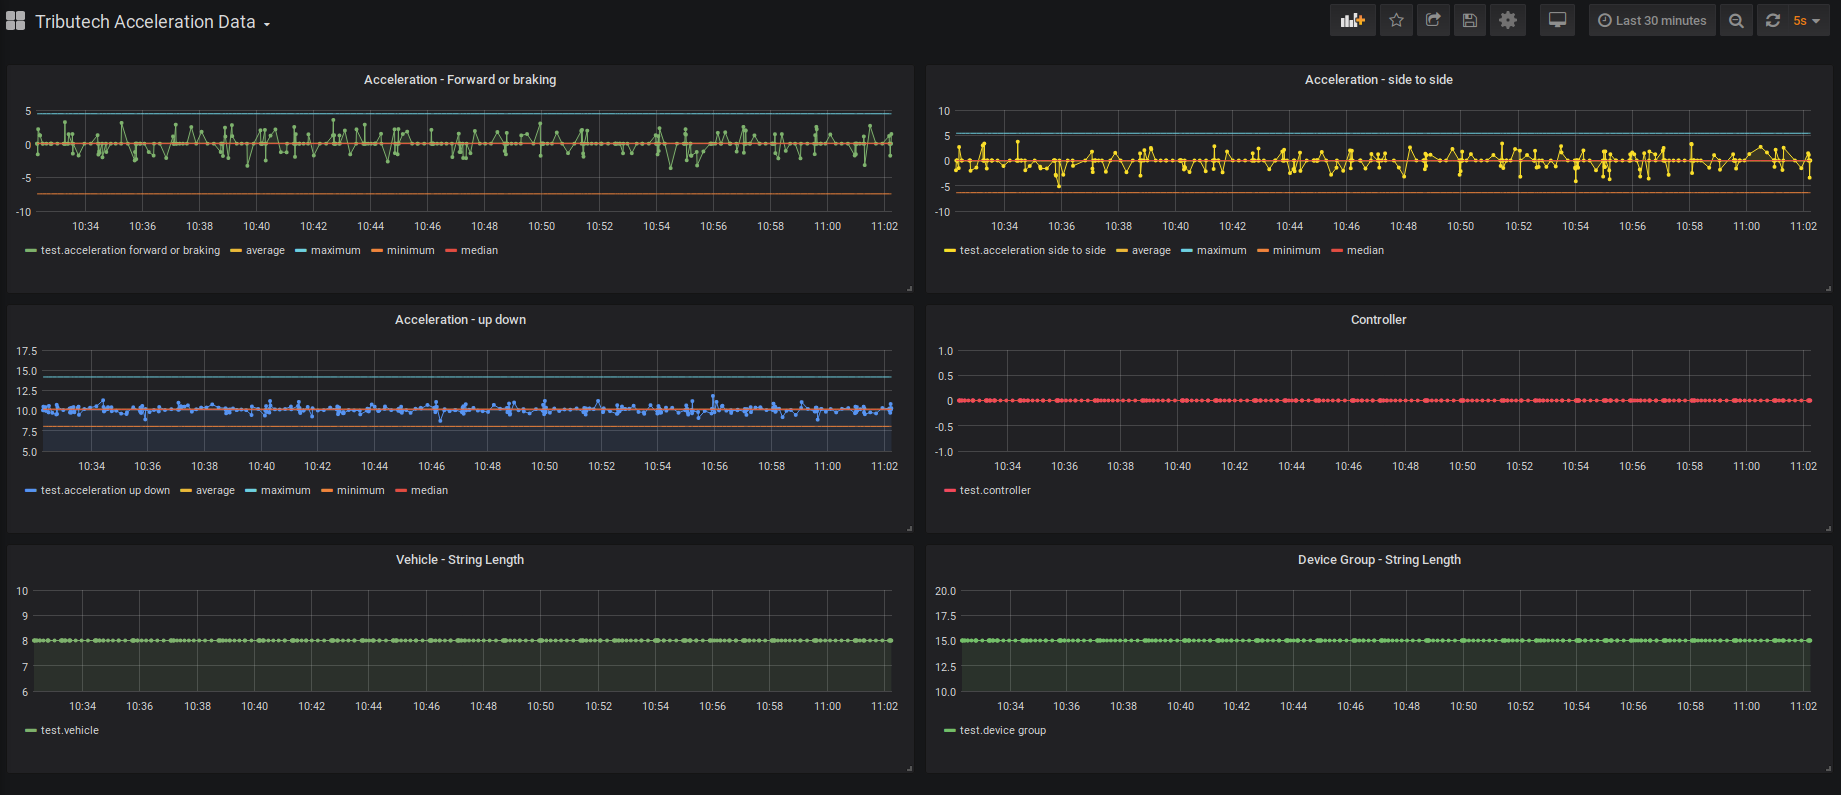 Tributech Acceleration Data
Last 30 minutes
5s
Acceleration - Forward or braking
5
0
-5
-10
10:34 10:36 10:38 10:40 10:42 10:44 10:46 10:48 10:50 10:52 10:54 10:56 10:58 11:00 11:02
test.acceleration forward or braking average maximum minimum median
Acceleration - side to side
10
5
0
-5
-10
10:34 10:36 10:38 10:40 10:42 10:44 10:46 10:48 10:50 10:52 10:54 10:56 10:58 11:00 11:02
test.acceleration side to side average maximum minimum median
Acceleration - up down
17.5
15.0
12.5
10.0
7.5
5.0
10:34 10:36 10:38 10:40 10:42 10:44 10:46 10:48 10:50 10:52 10:54 10:56 10:58 11:00 11:02
test.acceleration up down average maximum minimum median
Controller
1.0
0.5
0
-0.5
-1.0
10:34 10:36 10:38 10:40 10:42 10:44 10:46 10:48 10:50 10:52 10:54 10:56 10:58 11:00 11:02
test.controller
Vehicle - String Length
10
9
8
7
6
10:34 10:36 10:38 10:40 10:42 10:44 10:46 10:48 10:50 10:52 10:54 10:56 10:58 11:00 11:02
test.vehicle
Device Group - String Length
20.0
17.5
15.0
12.5
10.0
10:34 10:36 10:38 10:40 10:42 10:44 10:46 10:48 10:50 10:52 10:54 10:56 10:58 11:00 11:02
test.device group